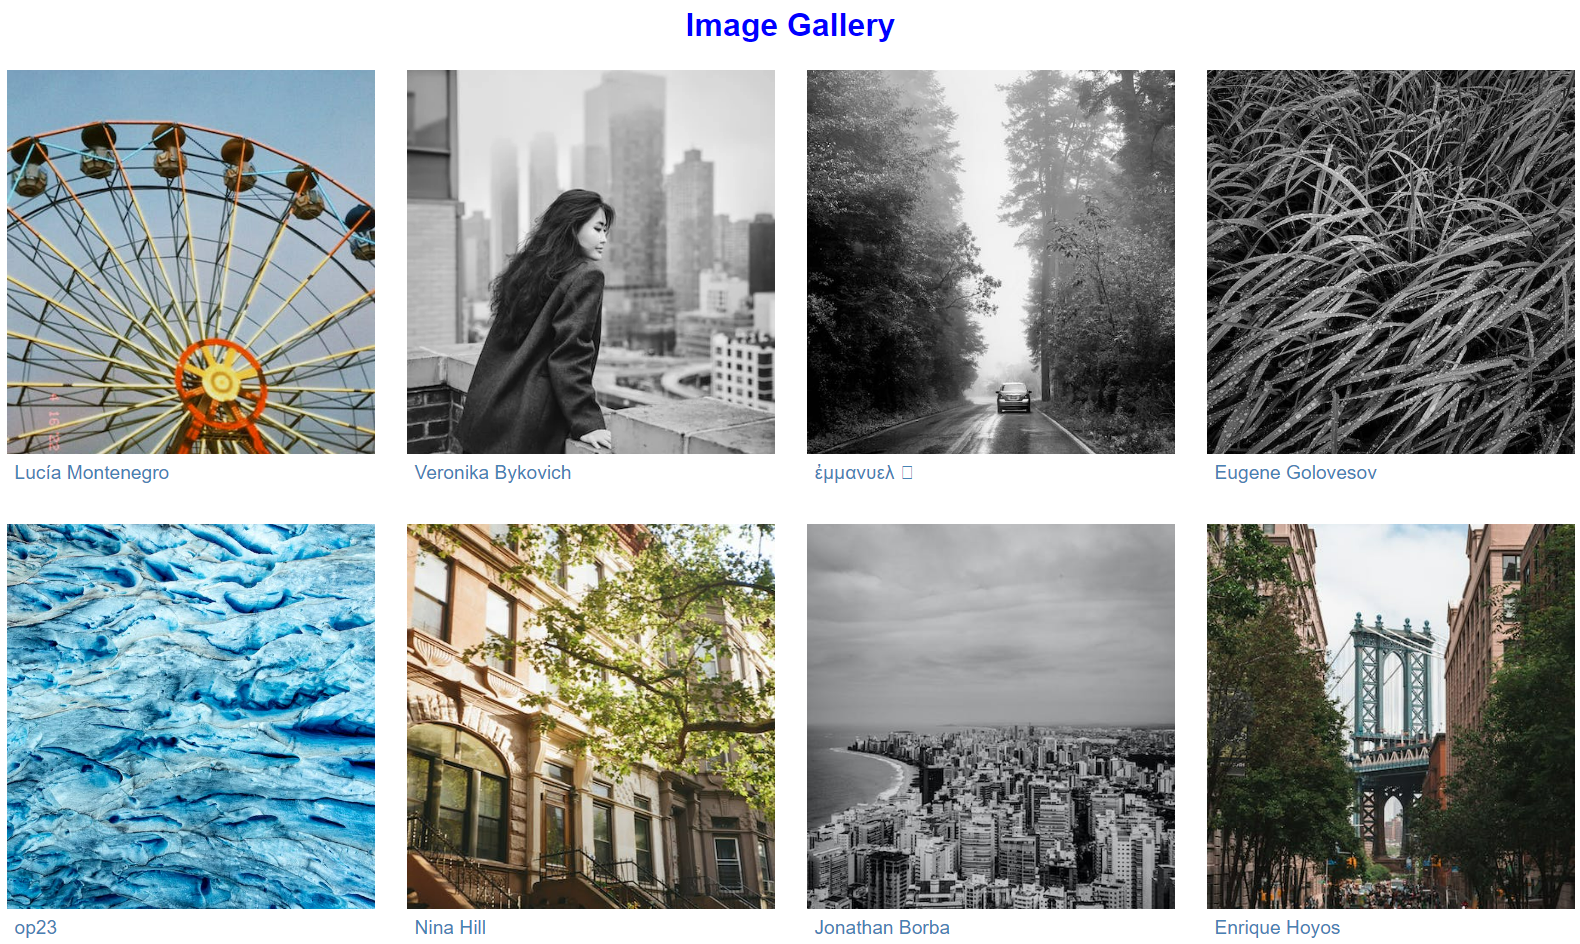 Image Gallery
Lucía Montenegro
Veronika Bykovich
ἐμμανυελ
Eugene Golovesov
op23
Nina Hill
Jonathan Borba
Enrique Hoyos